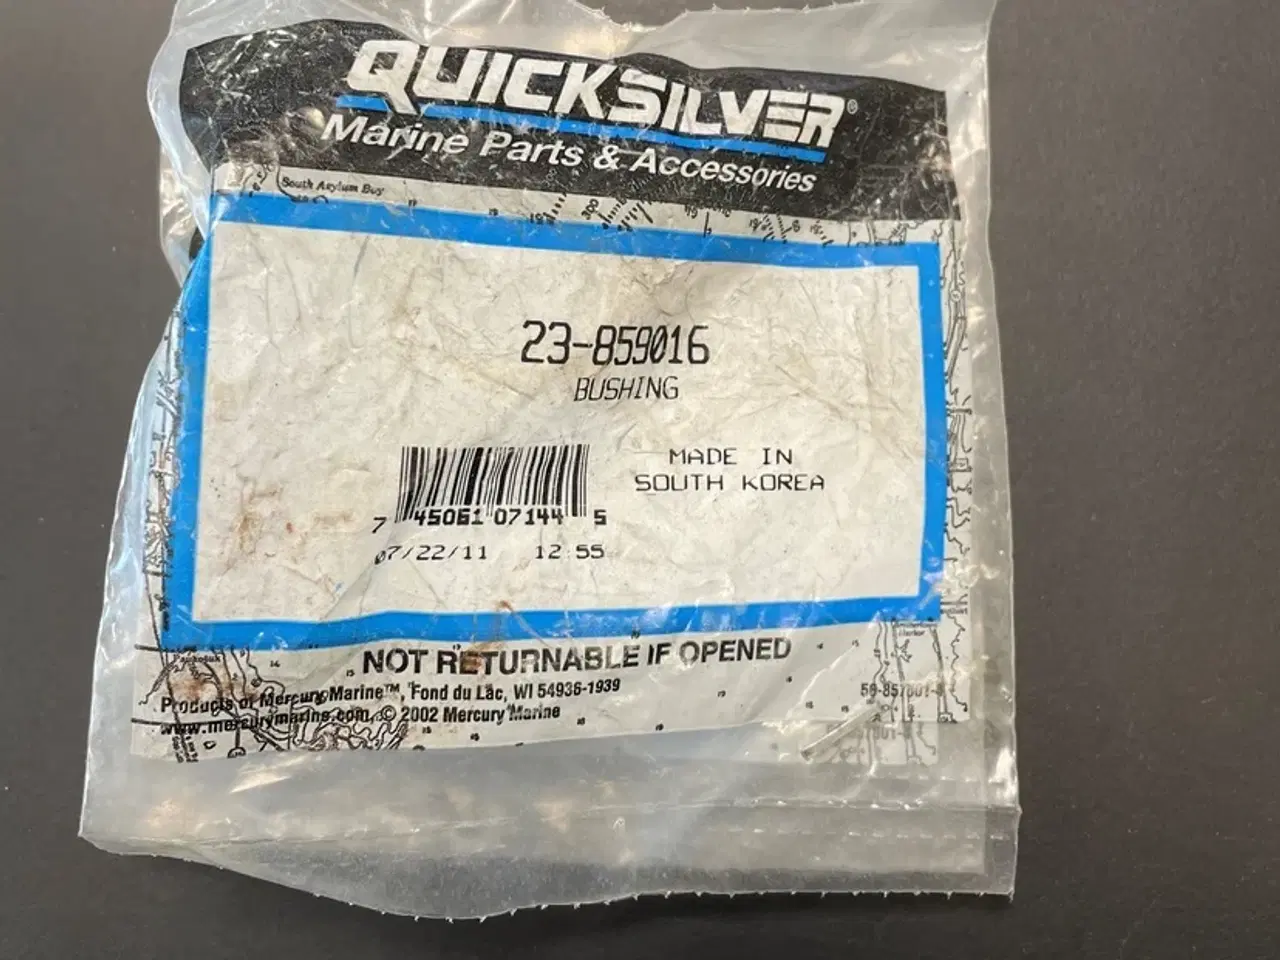 QUICKSILVER®
Marine Parts & Accessories
South Asylum Bay
300
23-859016
BUSHING
MADE IN
SOUTH KOREA
7 45061 07144 5
07/22/11 12:55
NOT RETURNABLE IF OPENED
Products of Mercury Marine™, Fond du Lac, WI 54936-1939
www.mercurymarine.com, © 2002 Mercury Marine
Harbor